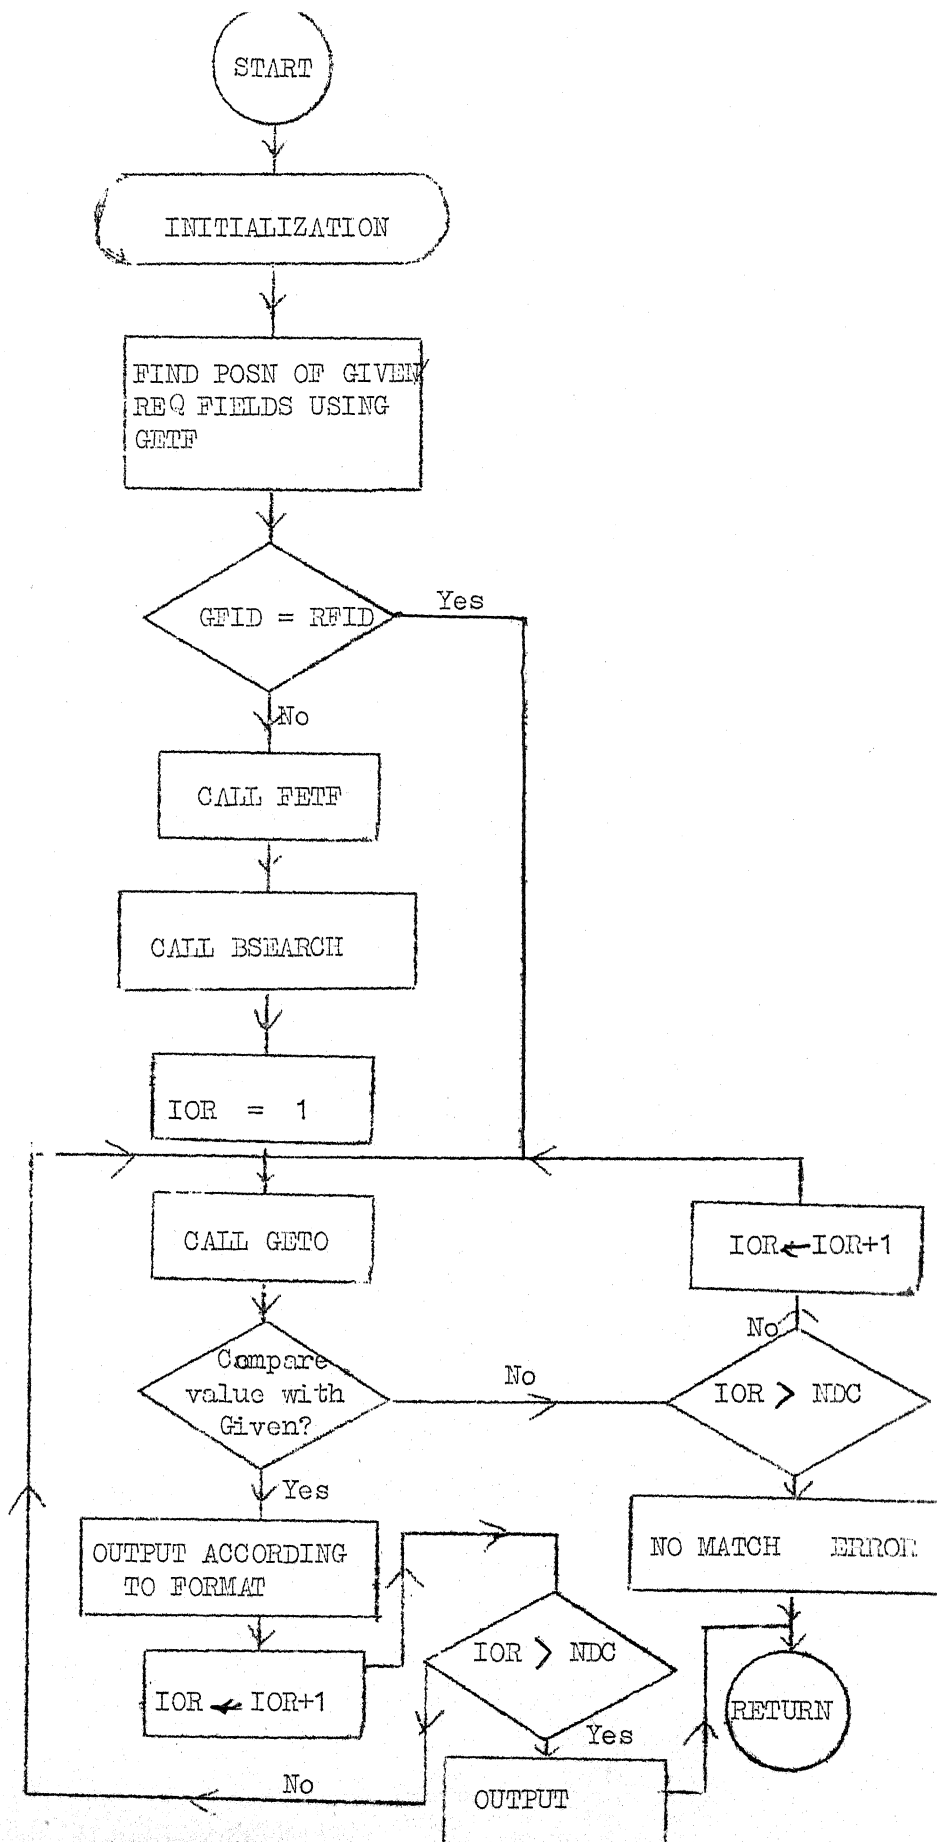 START
INITIALIZATION
FIND POSN OF GIVEN
REQ FIELDS USING
GETF
GFID = RFID
Yes
No
CALL FETF
CALL BSEARCH
IOR = 1
CALL GETO
IOR ← IOR+1
No
Compare
value with
Given?
No
IOR > NDC
Yes
OUTPUT ACCORDING
TO FORMAT
NO MATCH ERROR
IOR ← IOR+1
IOR > NDC
RETURN
Yes
No
OUTPUT